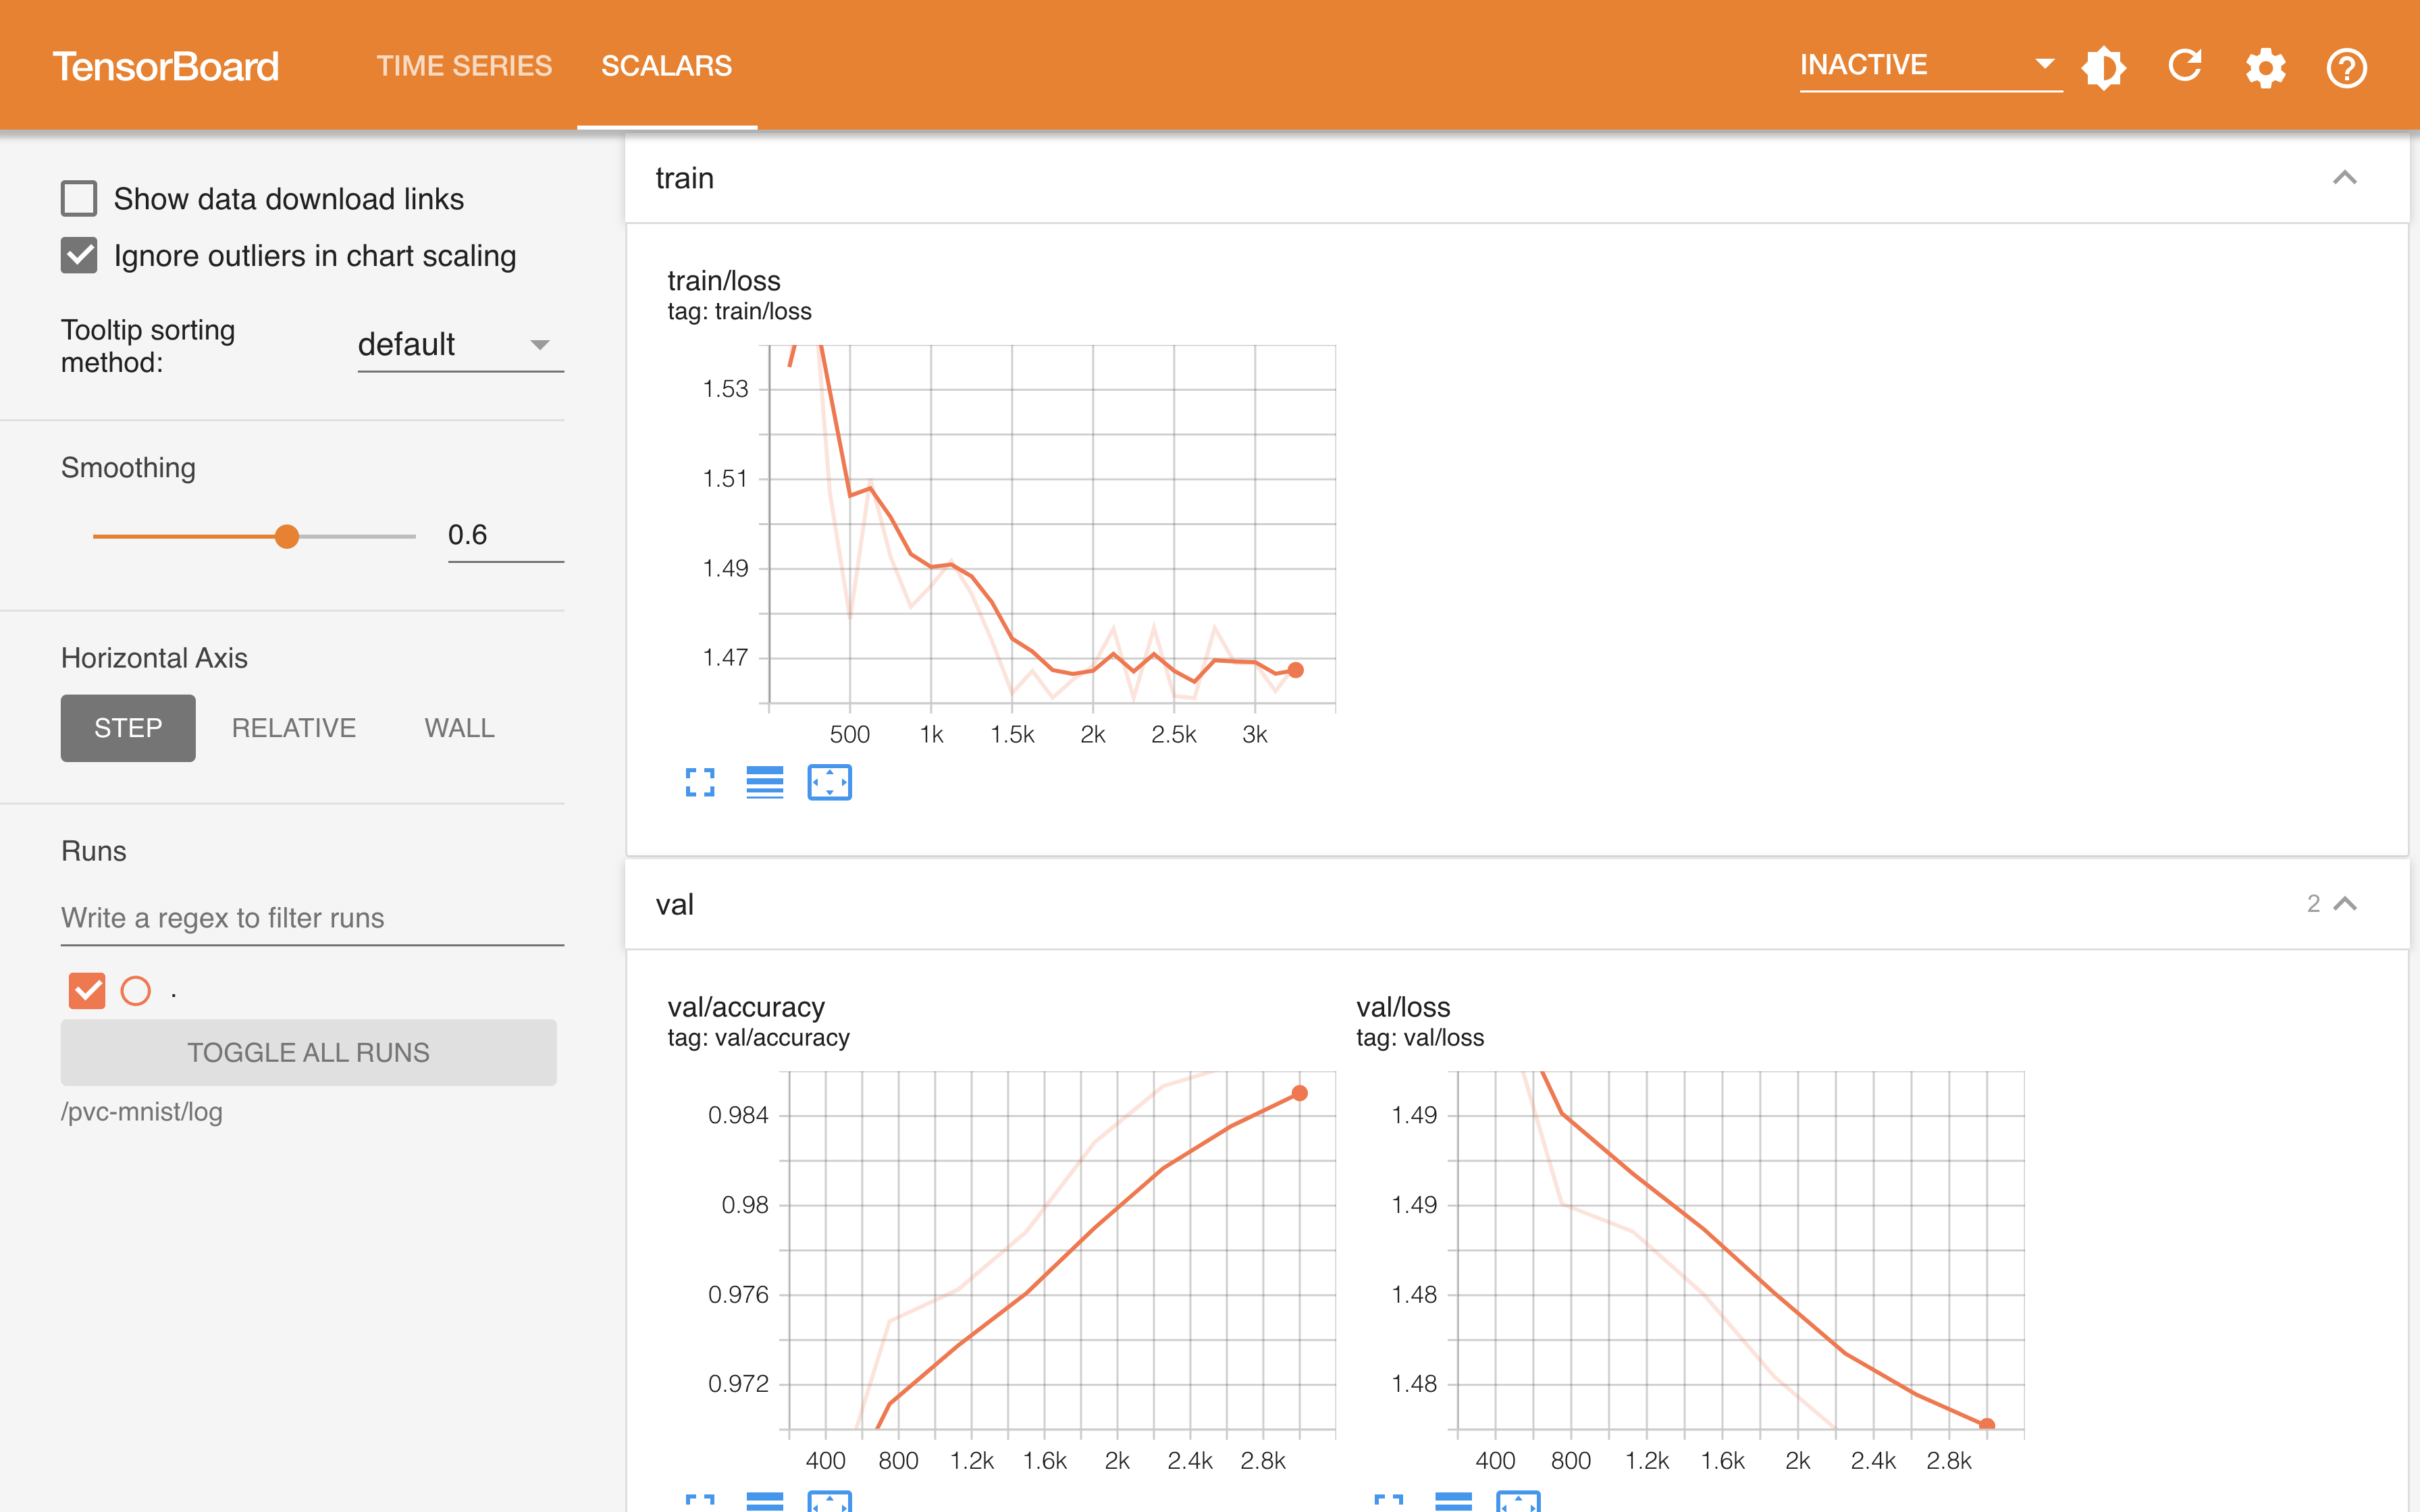 TensorBoard
TIME SERIES
SCALARS
INACTIVE
Show data download links
Ignore outliers in chart scaling
Tooltip sorting
method:
default
Smoothing
0.6
Horizontal Axis
STEP
RELATIVE
WALL
Runs
Write a regex to filter runs
.
TOGGLE ALL RUNS
/pvc-mnist/log
train
train/loss
tag: train/loss
1.53
1.51
1.49
1.47
500 1k 1.5k 2k 2.5k 3k
val
2
val/accuracy
tag: val/accuracy
0.984
0.98
0.976
0.972
400 800 1.2k 1.6k 2k 2.4k 2.8k
val/loss
tag: val/loss
1.49
1.49
1.48
1.48
400 800 1.2k 1.6k 2k 2.4k 2.8k